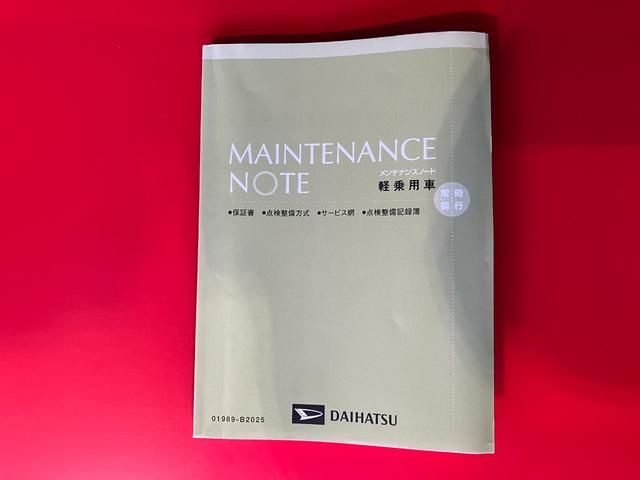 MAINTENANCE
NOTE
メンテナンスノート
軽乗用車
常時
携行
●保証書 ●点検整備方式 ●サービス網 ●点検整備記録簿
01989-B2025
DAIHATSU